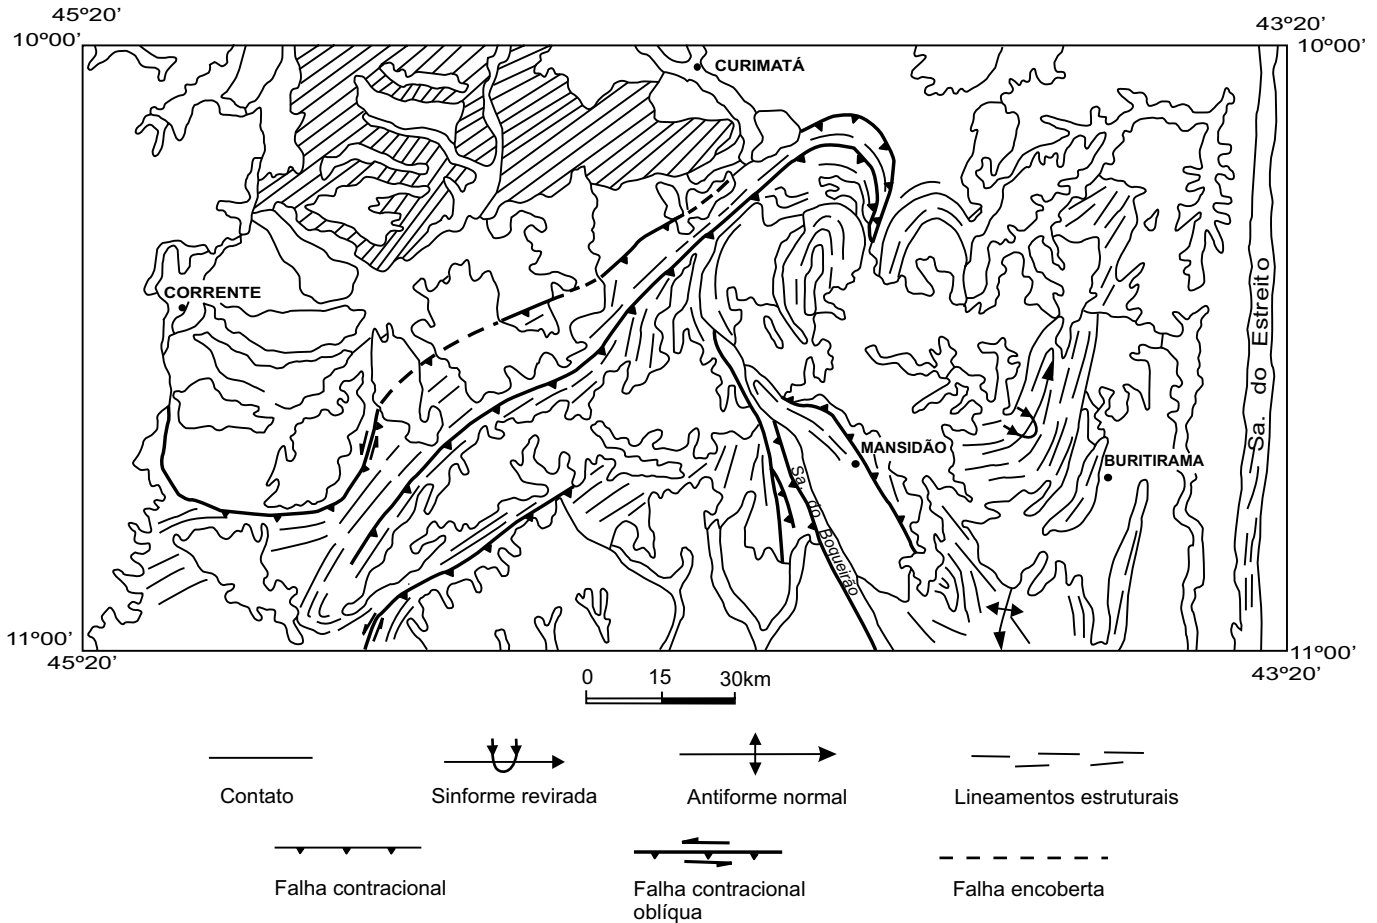 45º20’
43º20’
10º00’
10º00’
CURIMATÁ
CORRENTE
Sa. do Estreito
MANSIDÃO
BURITIRAMA
Sa. do Boqueirão
11º00’
11º00’
45º20’
43º20’
0 15 30km
Contato
Sinforme revirada
Antiforme normal
Lineamentos estruturais
Falha contracional
Falha contracional
oblíqua
Falha encoberta